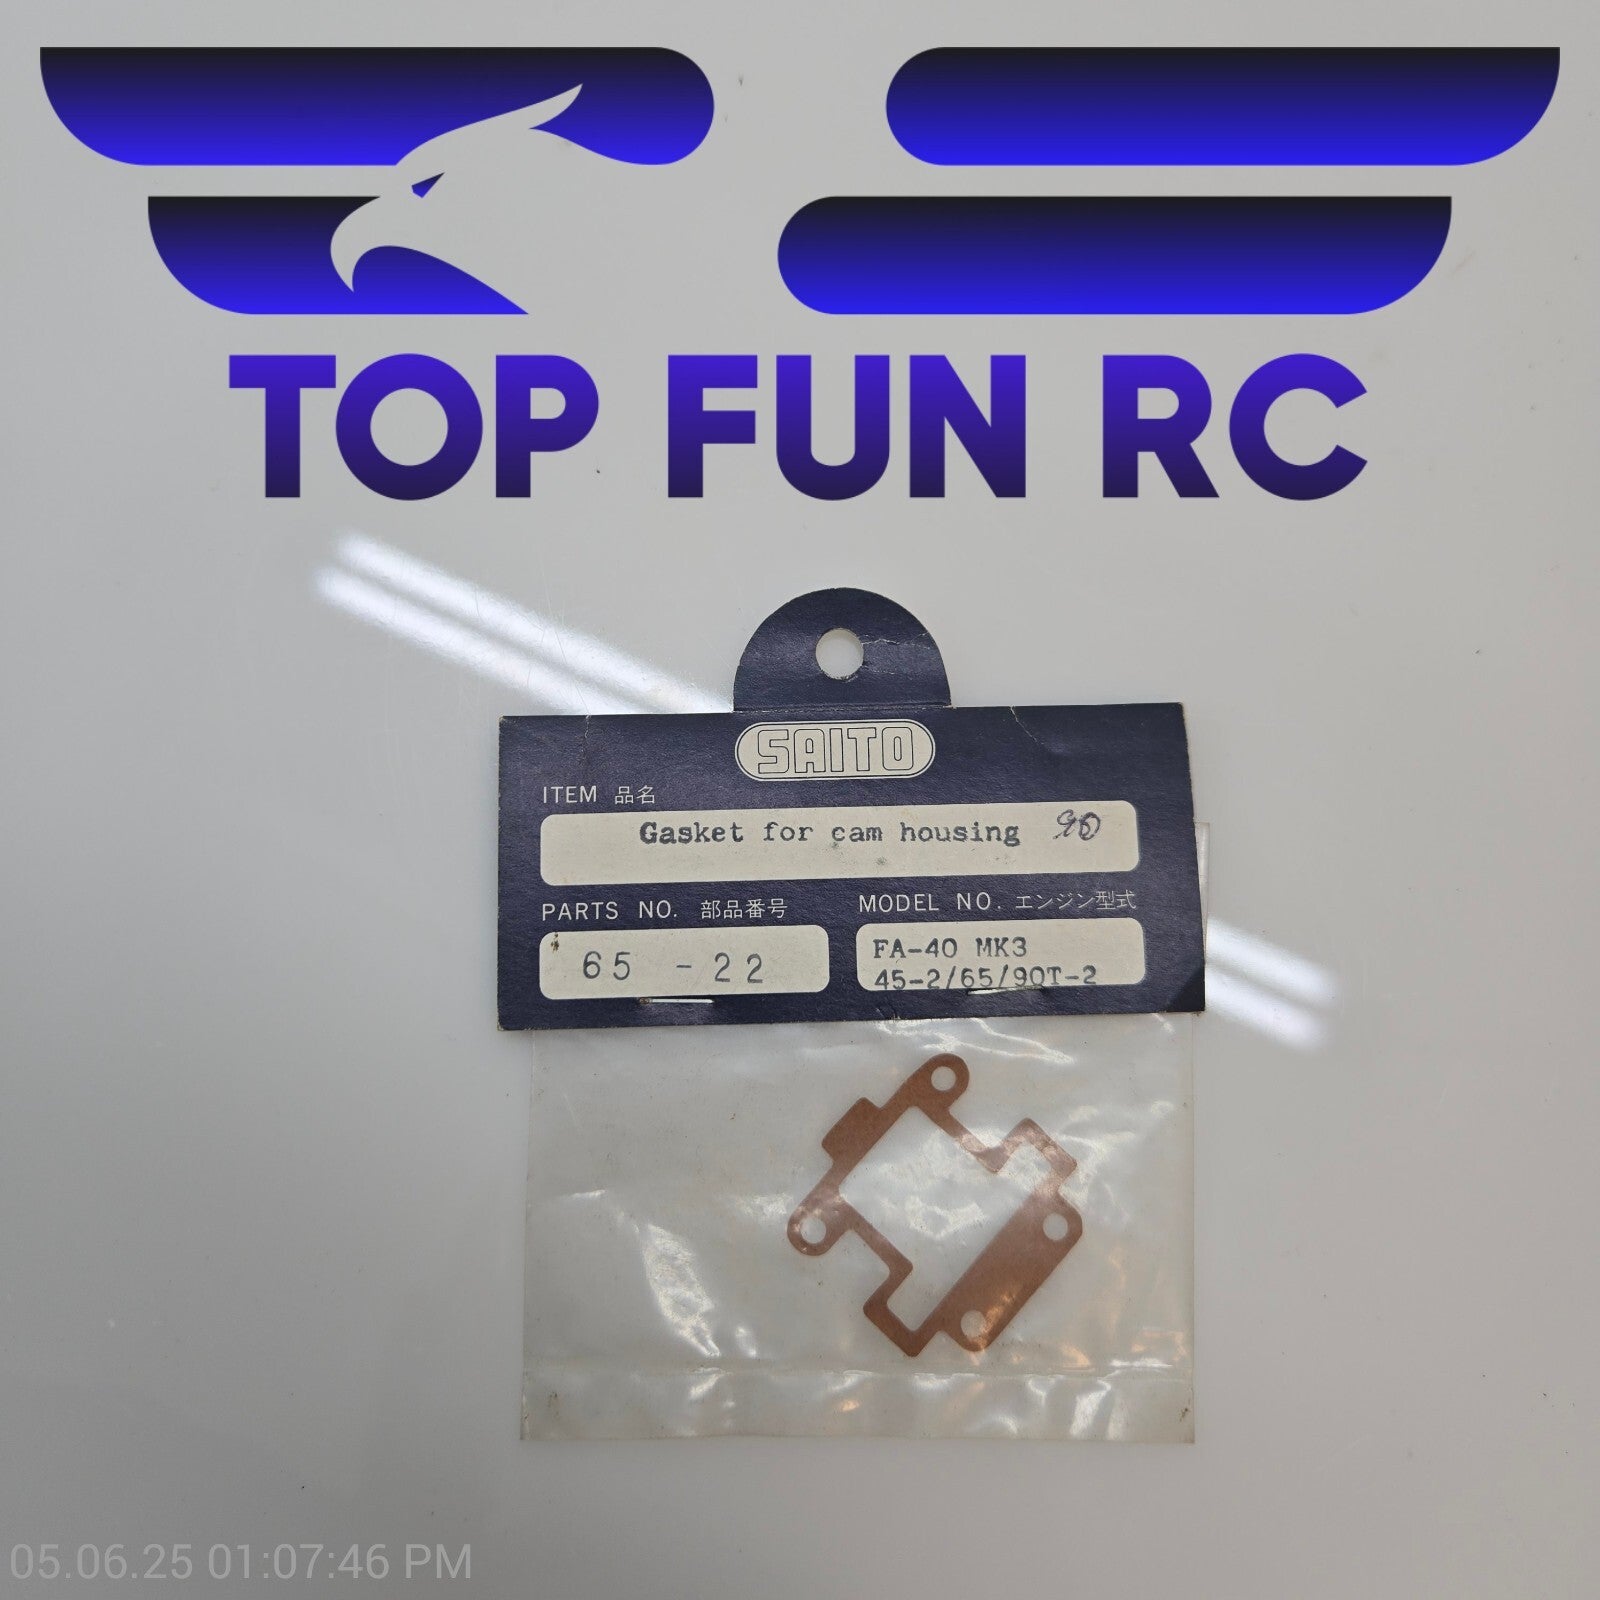 TOP FUN RC
SAITO
ITEM 品名
Gasket for cam housing 90
PARTS NO. 部品番号
65 -22
MODEL NO. エンジン型式
FA-40 MK3
45-2/65/90T-2
05.06.25 01:07:46 PM